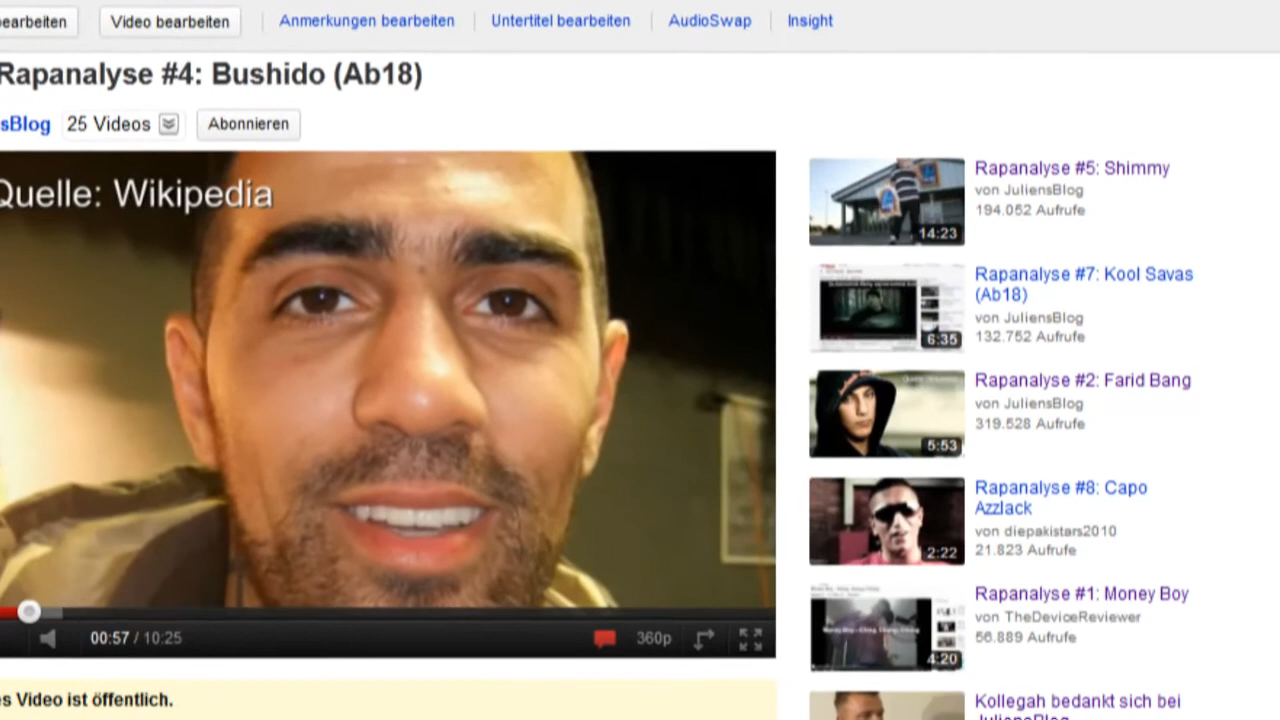 earbeiten Video bearbeiten Anmerkungen bearbeiten Untertitel bearbeiten AudioSwap Insight
Rapanalyse #4: Bushido (Ab18)
sBlog 25 Videos Abonnieren
Quelle: Wikipedia
00:57 / 10:25 360p
s Video ist öffentlich.
14:23
Rapanalyse #5: Shimmy
von JuliensBlog
194.052 Aufrufe
6:35
Rapanalyse #7: Kool Savas
(Ab18)
von JuliensBlog
132.752 Aufrufe
5:53
Rapanalyse #2: Farid Bang
von JuliensBlog
319.528 Aufrufe
2:22
Rapanalyse #8: Capo
Azzlack
von diepakistars2010
21.823 Aufrufe
4:20
Rapanalyse #1: Money Boy
von TheDeviceReviewer
56.889 Aufrufe
Kollegah bedankt sich bei
JuliensBlog